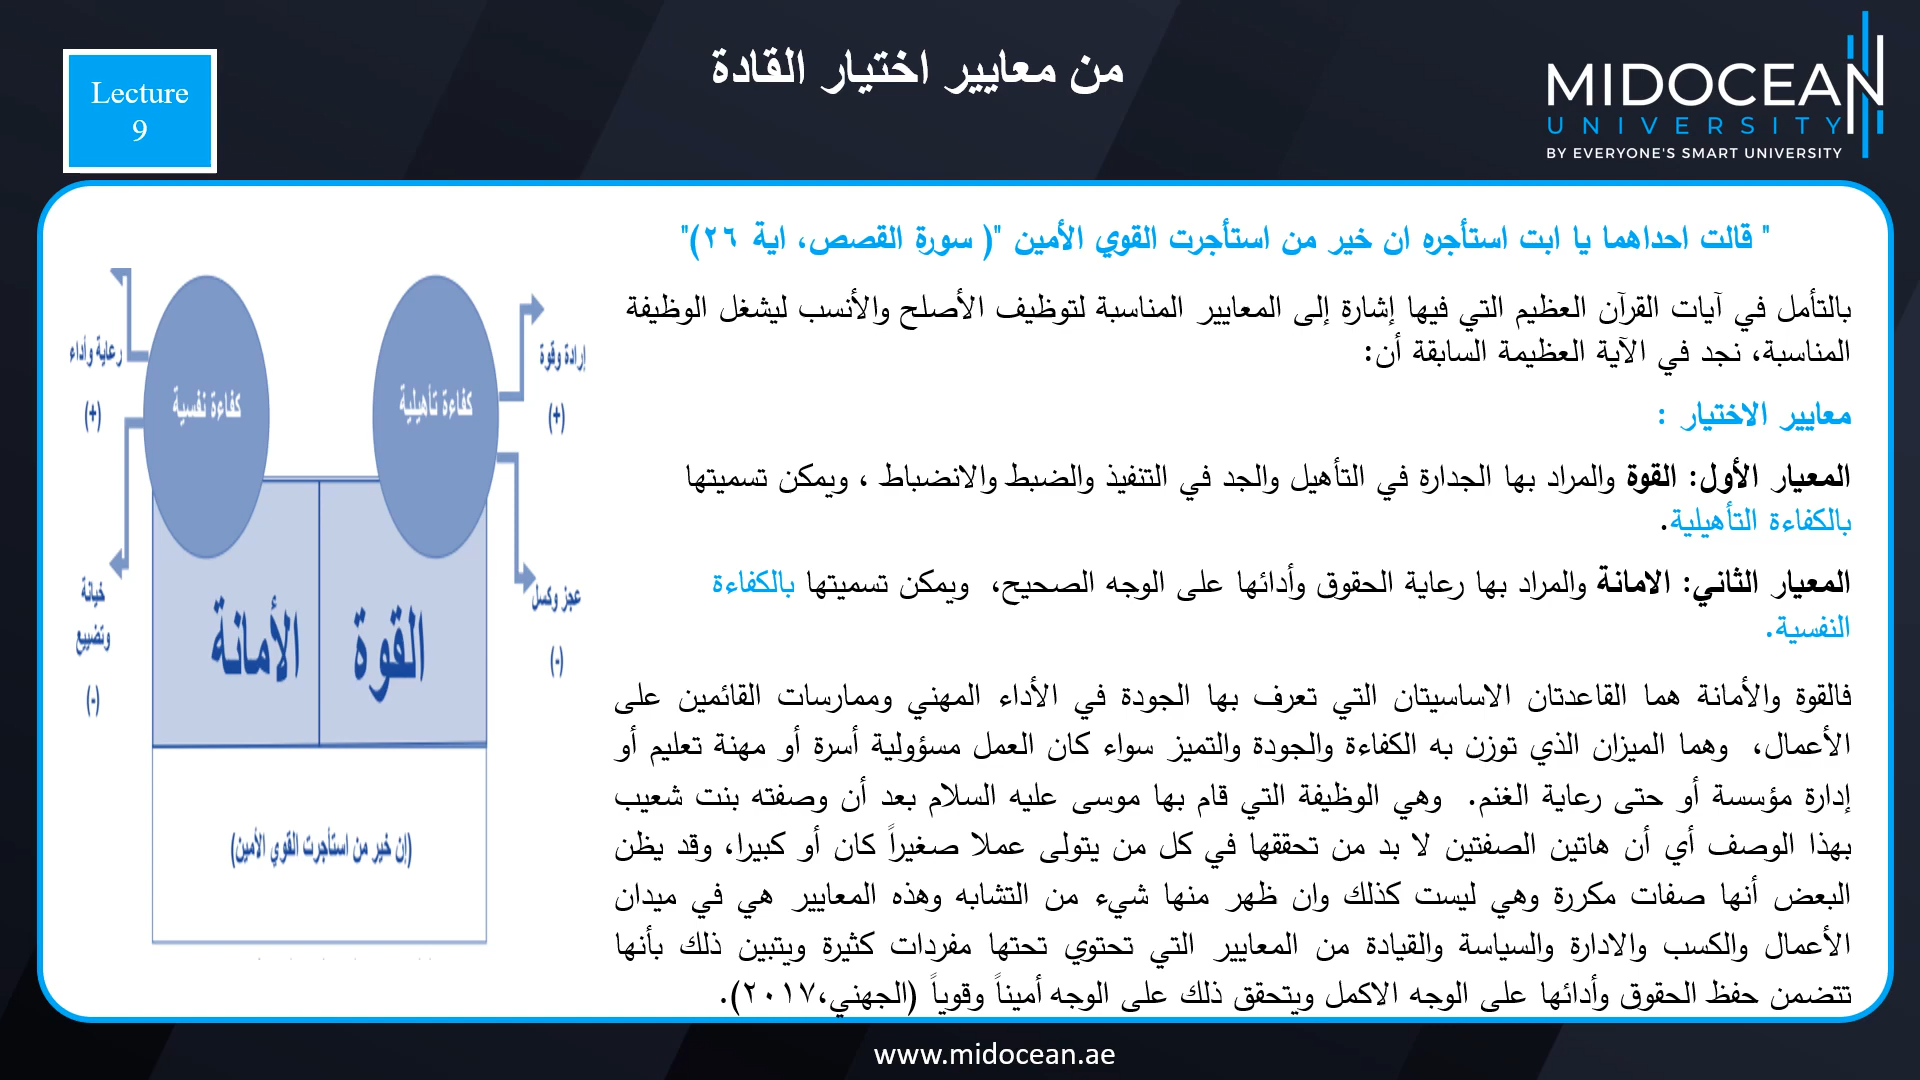 Lecture
9
من معايير اختيار القادة
MIDOCEAN
UNIVERSITY
BY EVERYONE'S SMART UNIVERSITY
" قالت احداهما يا ابت استأجره ان خير من استأجرت القوي الأمين "( سورة القصص، اية ٢٦)"
بالتأمل في آيات القرآن العظيم التي فيها إشارة إلى المعايير المناسبة لتوظيف الأصلح والأنسب ليشغل الوظيفة
المناسبة، نجد في الآية العظيمة السابقة أن:
معايير الاختيار :
المعيار الأول: القوة والمراد بها الجدارة في التأهيل والجد في التنفيذ والضبط والانضباط ، ويمكن تسميتها
بالكفاءة التأهيلية.
المعيار الثاني: الامانة والمراد بها رعاية الحقوق وأدائها على الوجه الصحيح، ويمكن تسميتها بالكفاءة
النفسية.
فالقوة والأمانة هما القاعدتان الاساسيتان التي تعرف بها الجودة في الأداء المهني وممارسات القائمين على
الأعمال، وهما الميزان الذي توزن به الكفاءة والجودة والتميز سواء كان العمل مسؤولية أسرة أو مهنة تعليم أو
إدارة مؤسسة أو حتى رعاية الغنم. وهي الوظيفة التي قام بها موسى عليه السلام بعد أن وصفته بنت شعيب
بهذا الوصف أي أن هاتين الصفتين لا بد من تحققها في كل من يتولى عملا صغيراً كان أو كبيرا، وقد يظن
البعض أنها صفات مكررة وهي ليست كذلك وان ظهر منها شيء من التشابه وهذه المعايير هي في ميدان
الأعمال والكسب والادارة والسياسة والقيادة من المعايير التي تحتوي تحتها مفردات كثيرة ويتبين ذلك بأنها
تتضمن حفظ الحقوق وأدائها على الوجه الاكمل ويتحقق ذلك على الوجه أميناً وقوياً (الجهني،٢٠١٧).
إرادة وقوة
(+)
كفاءة تأهيلية
كفاءة نفسية
رعاية وأداء
(+)
عجز وكسل
(-)
خيانة
وتضييع
(-)
القوة
الأمانة
(إن خير من استأجرت القوي الأمين)
www.midocean.ae